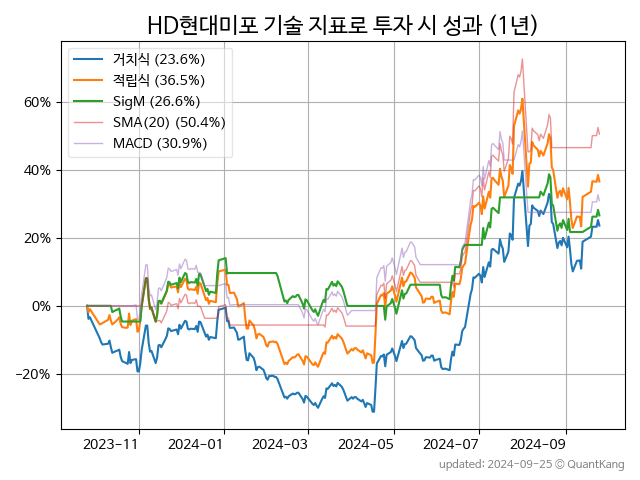 HD현대미포 기술 지표로 투자 시 성과 (1년)
거치식 (23.6%)
적립식 (36.5%)
SigM (26.6%)
SMA(20) (50.4%)
MACD (30.9%)
60%
40%
20%
0%
−20%
2023-11
2024-01
2024-03
2024-05
2024-07
2024-09
updated: 2024-09-25 © QuantKang